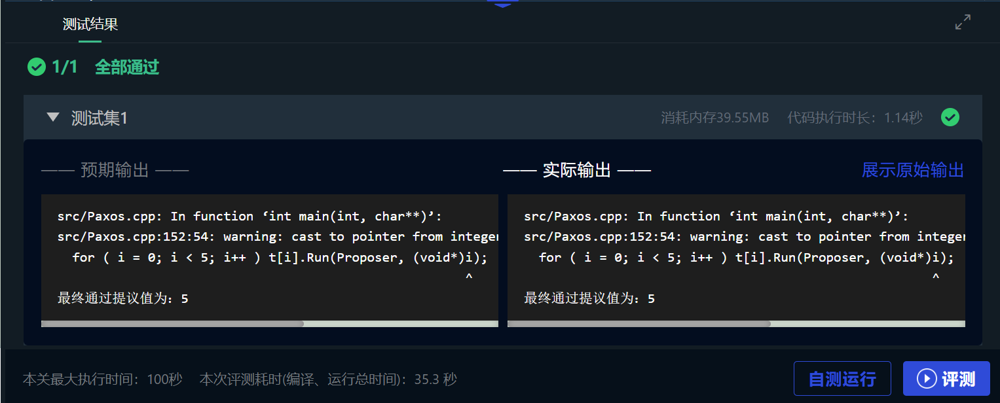 测试结果
1/1 全部通过
测试集1 消耗内存39.55MB 代码执行时长：1.14秒
—— 预期输出 —— —— 实际输出 —— 展示原始输出
src/Paxos.cpp: In function ‘int main(int, char**)’:
src/Paxos.cpp:152:54: warning: cast to pointer from integer
for ( i = 0; i < 5; i++ ) t[i].Run(Proposer, (void*)i);
^
最终通过提议值为：5
src/Paxos.cpp: In function ‘int main(int, char**)’:
src/Paxos.cpp:152:54: warning: cast to pointer from integer
for ( i = 0; i < 5; i++ ) t[i].Run(Proposer, (void*)i);
^
最终通过提议值为：5
本关最大执行时间：100秒 本次评测耗时(编译、运行总时间)：35.3 秒 自测运行 评测